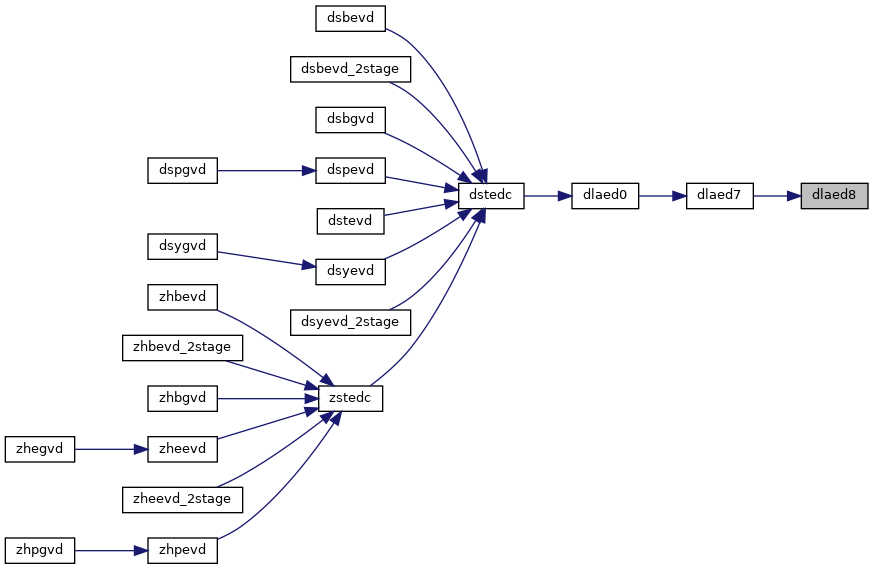 dsbevd
dsbevd_2stage
dsbgvd
dspgvd
dspevd
dstedc
dlaed0
dlaed7
dlaed8
dstevd
dsygvd
dsyevd
zhbevd
dsyevd_2stage
zhbevd_2stage
zhbgvd
zstedc
zhegvd
zheevd
zheevd_2stage
zhpgvd
zhpevd